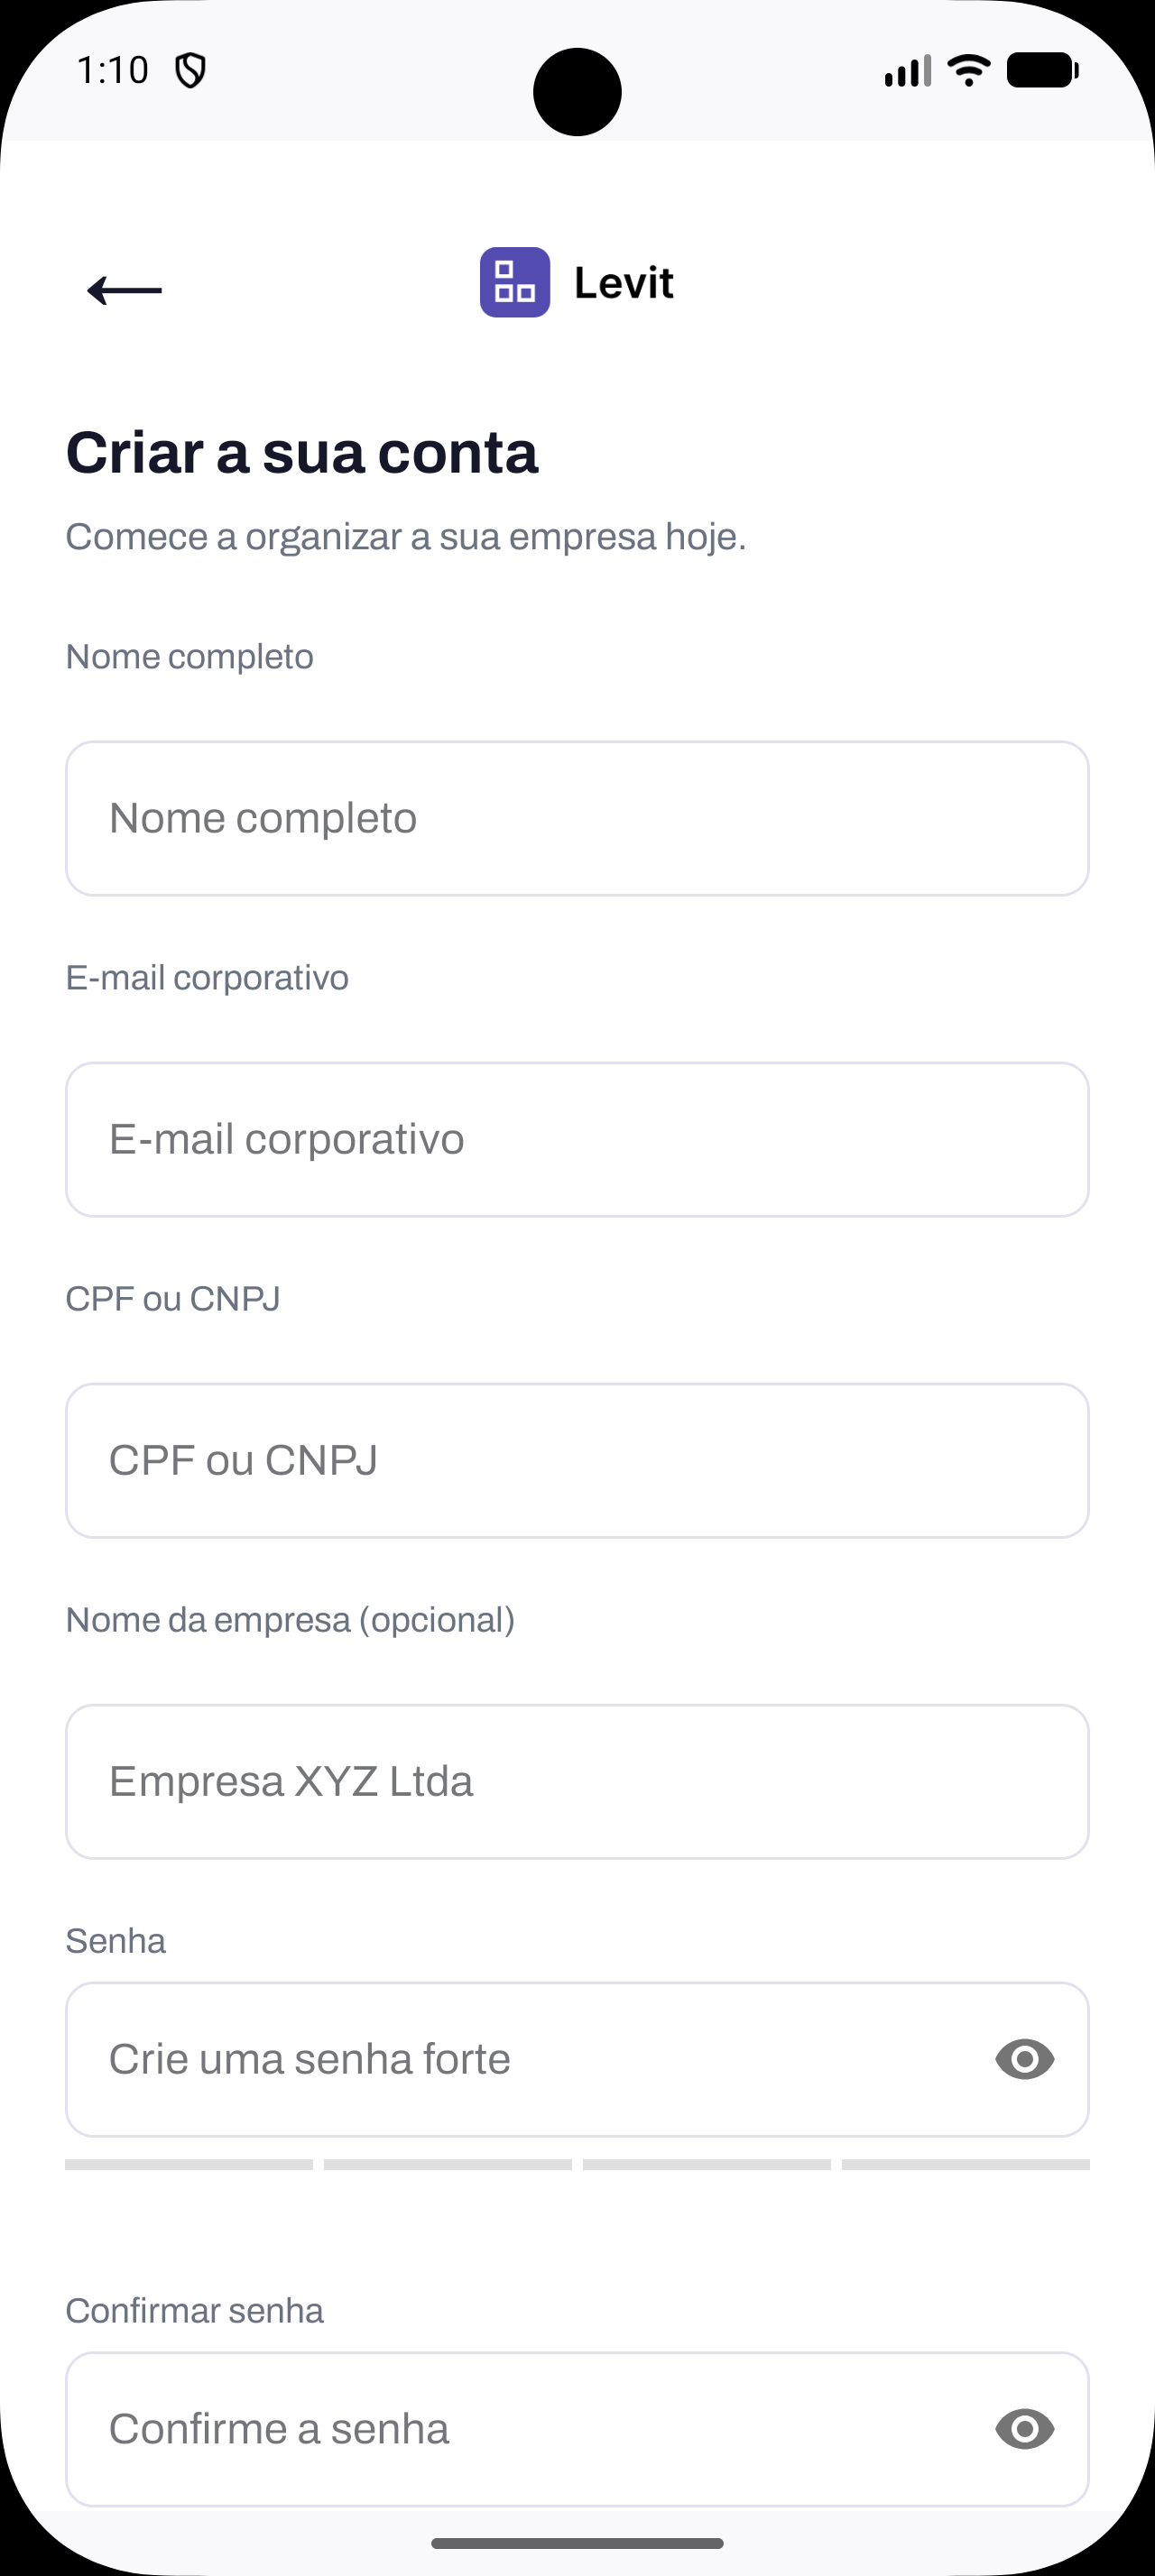 1:10
Levit
Criar a sua conta
Comece a organizar a sua empresa hoje.
Nome completo
Nome completo
E-mail corporativo
E-mail corporativo
CPF ou CNPJ
CPF ou CNPJ
Nome da empresa (opcional)
Empresa XYZ Ltda
Senha
Crie uma senha forte
Confirmar senha
Confirme a senha